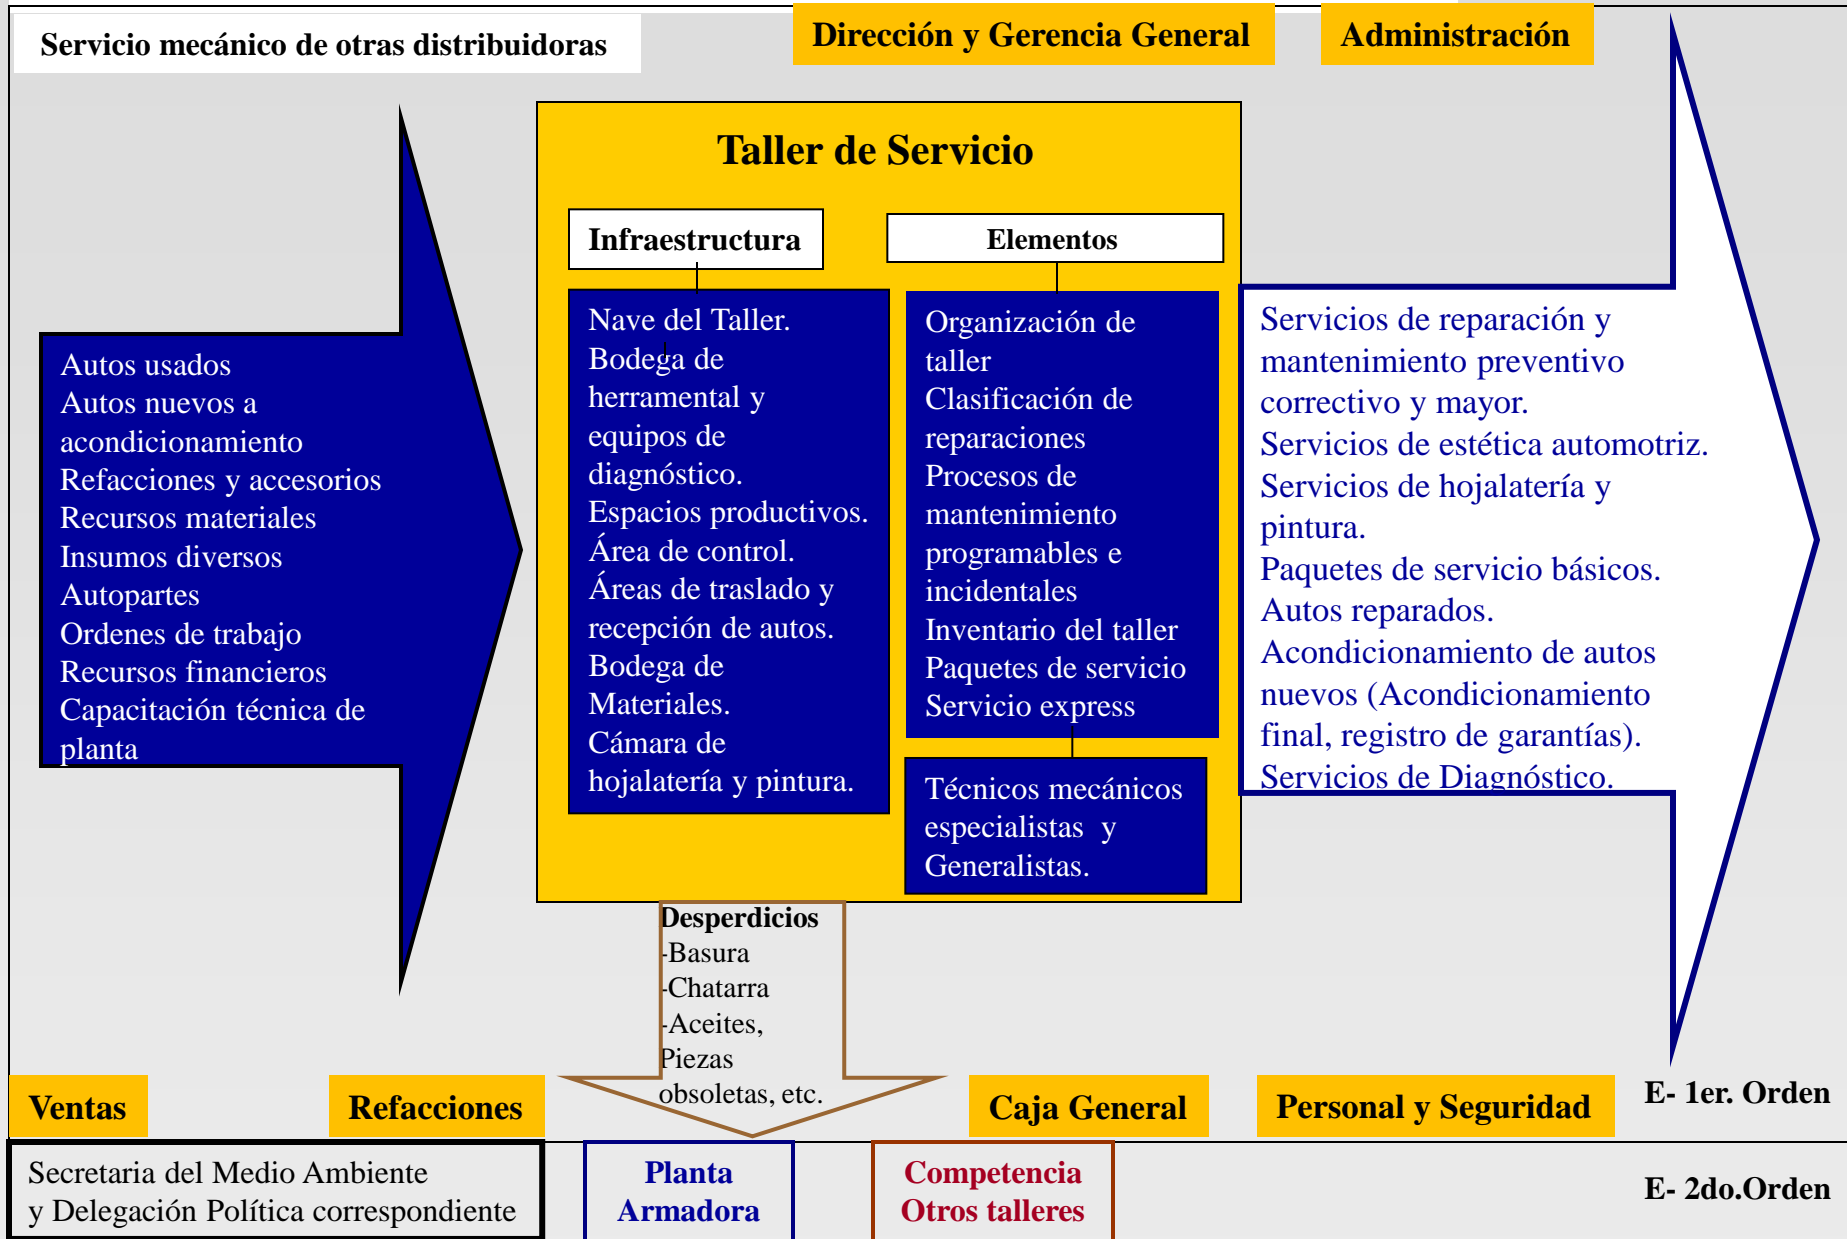 Servicio mecánico de otras distribuidoras
Dirección y Gerencia General
Administración
Autos usados
Autos nuevos a
acondicionamiento
Refacciones y accesorios
Recursos materiales
Insumos diversos
Autopartes
Ordenes de trabajo
Recursos financieros
Capacitación técnica de
planta
Taller de Servicio
Infraestructura
Nave del Taller.
Bodega de
herramental y
equipos de
diagnóstico.
Espacios productivos.
Área de control.
Áreas de traslado y
recepción de autos.
Bodega de
Materiales.
Cámara de
hojalatería y pintura.
Elementos
Organización de
taller
Clasificación de
reparaciones
Procesos de
mantenimiento
programables e
incidentales
Inventario del taller
Paquetes de servicio
Servicio express
Técnicos mecánicos
especialistas y
Generalistas.
Servicios de reparación y
mantenimiento preventivo
correctivo y mayor.
Servicios de estética automotriz.
Servicios de hojalatería y
pintura.
Paquetes de servicio básicos.
Autos reparados.
Acondicionamiento de autos
nuevos (Acondicionamiento
final, registro de garantías).
Servicios de Diagnóstico.
Desperdicios
-Basura
-Chatarra
-Aceites,
Piezas
obsoletas, etc.
Ventas
Refacciones
Caja General
Personal y Seguridad
E- 1er. Orden
Secretaria del Medio Ambiente
y Delegación Política correspondiente
Planta
Armadora
Competencia
Otros talleres
E- 2do.Orden